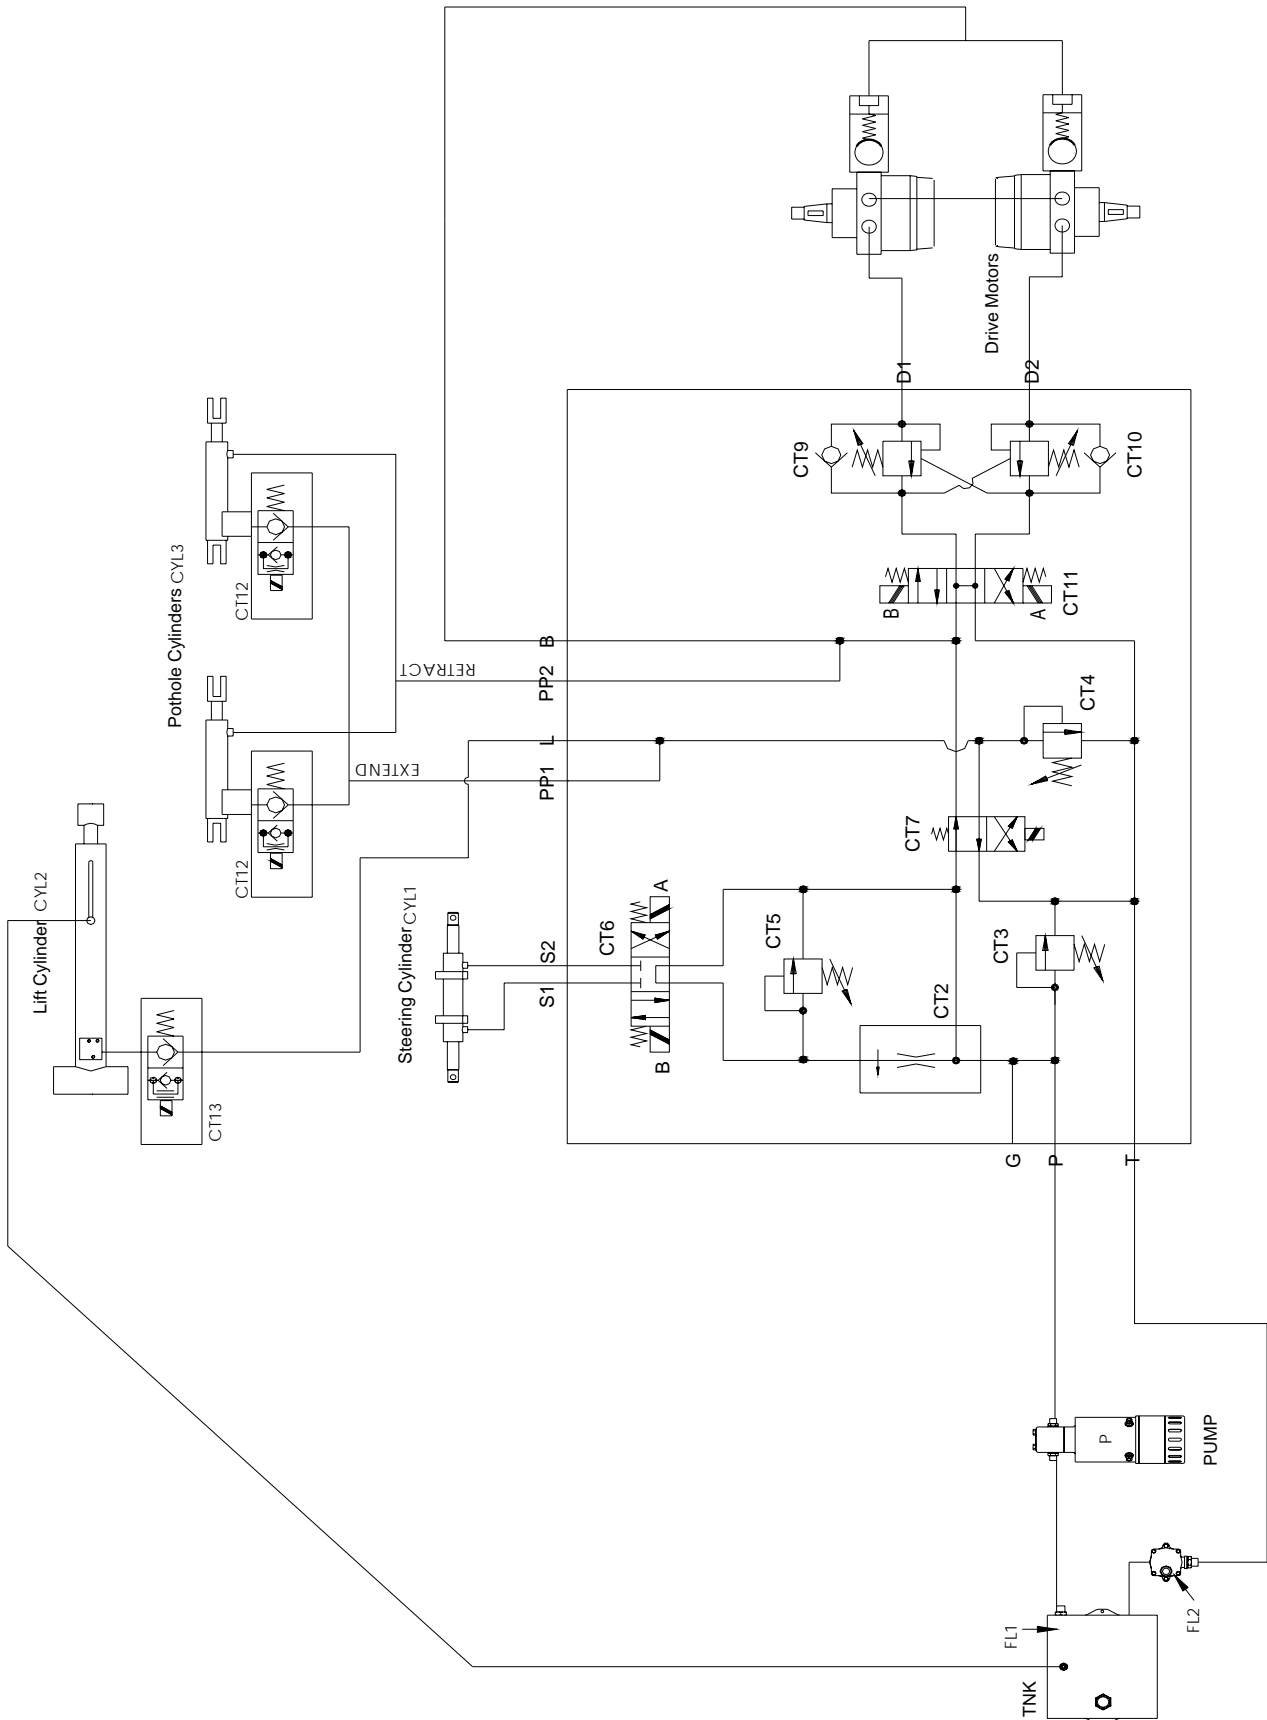 Drive Motors
D1
D2
CT9
CT10
Pothole Cylinders CYL3
CT12
CT12
RETRACT
EXTEND
B
PP2
L
PP1
B
A
CT11
CT4
CT7
Lift Cylinder CYL2
CT13
Steering Cylinder CYL1
S2
S1
CT6
A
B
CT5
CT2
CT3
G
P
T
P
PUMP
FL1
FL2
TNK